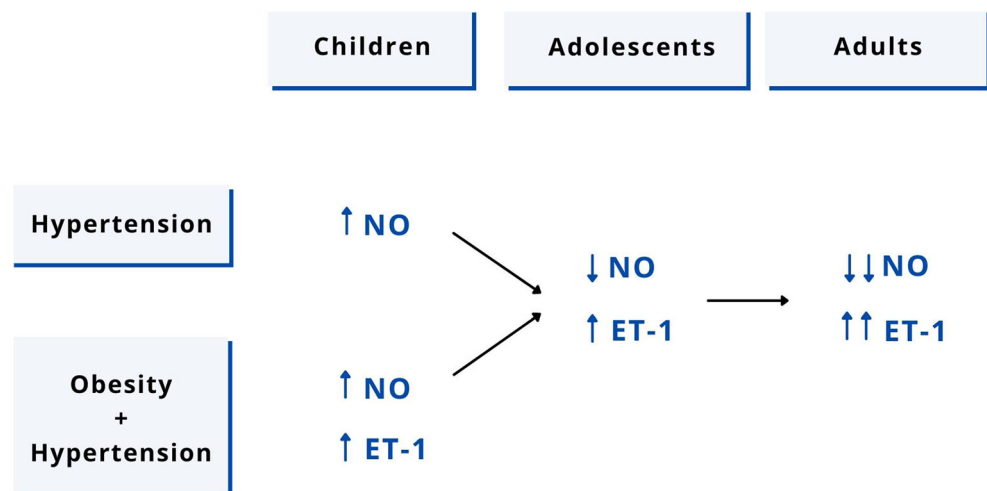 Children
Adolescents
Adults
Hypertension
↑ NO
↓ NO
↑ ET-1
↓↓ NO
↑↑ ET-1
Obesity
+
Hypertension
↑ NO
↑ ET-1